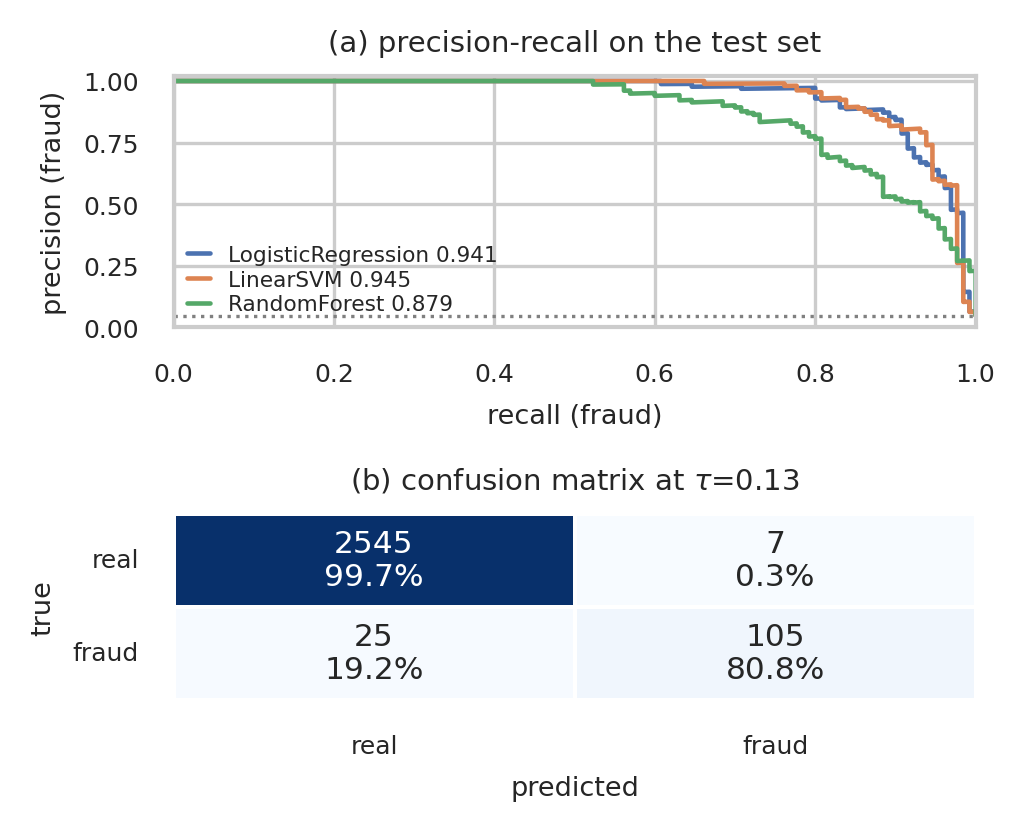 (a) precision-recall on the test set
precision (fraud)
1.00
0.75
0.50
0.25
0.00
LogisticRegression 0.941
LinearSVM 0.945
RandomForest 0.879
0.0 0.2 0.4 0.6 0.8 1.0
recall (fraud)
(b) confusion matrix at τ=0.13
true
real
2545 7
99.7% 0.3%
fraud
25 105
19.2% 80.8%
real fraud
predicted